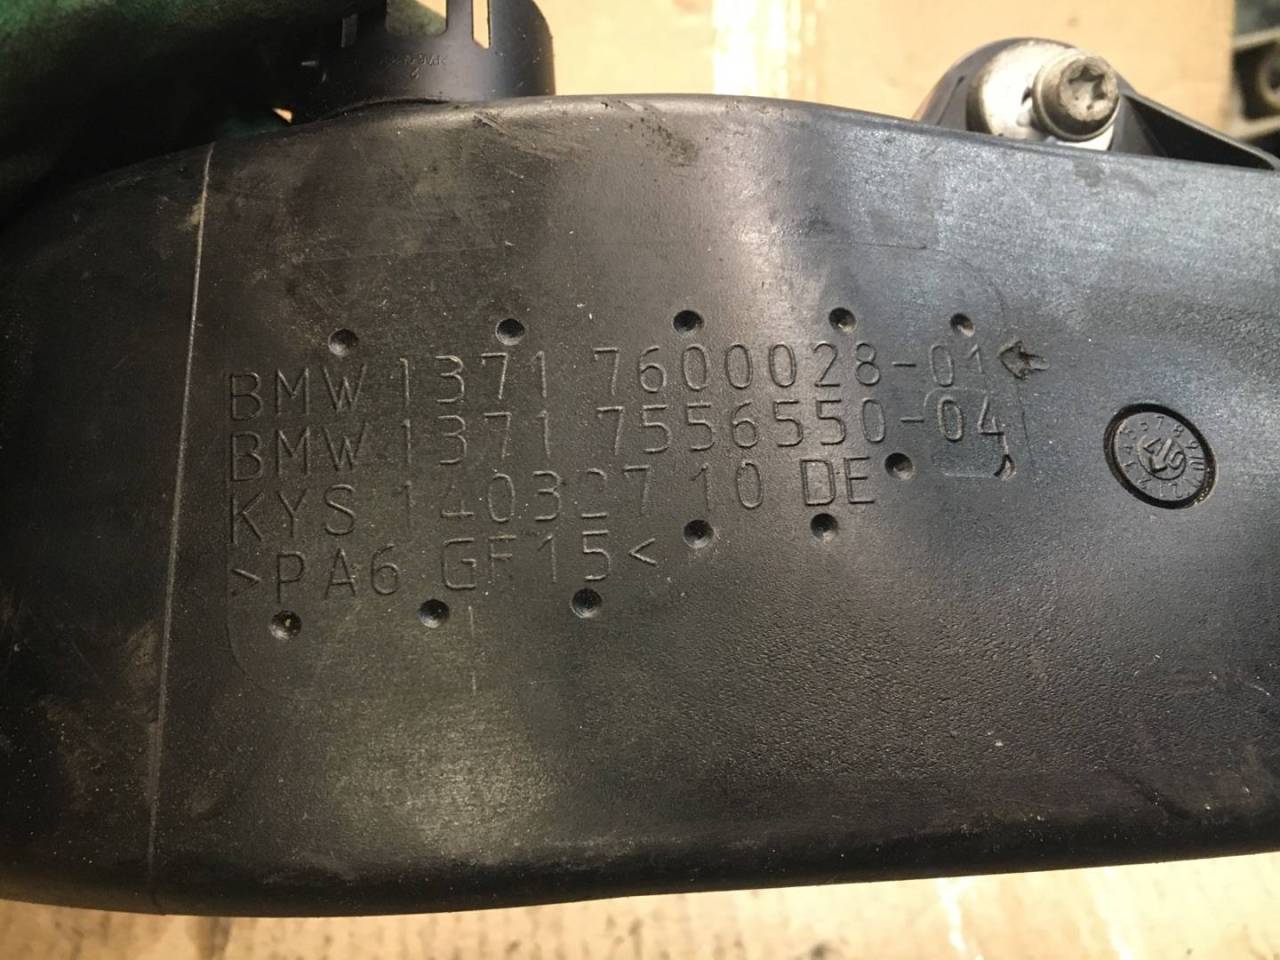 BMW 1371 7600028-01
BMW 1371 7556550-04
KYS 140327 10 DE
>PA6 GF15<